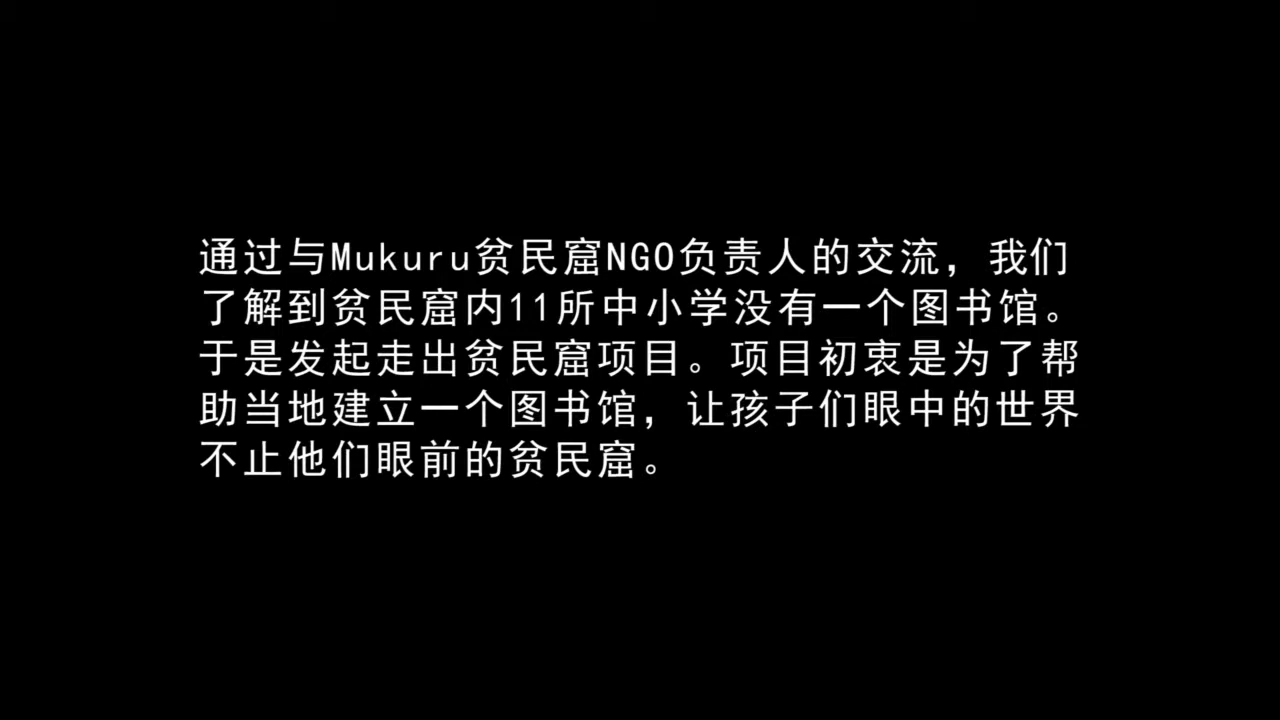 通过与Mukuru贫民窟NGO负责人的交流，我们
了解到贫民窟内11所中小学没有一个图书馆。
于是发起走出贫民窟项目。项目初衷是为了帮
助当地建立一个图书馆，让孩子们眼中的世界
不止他们眼前的贫民窟。